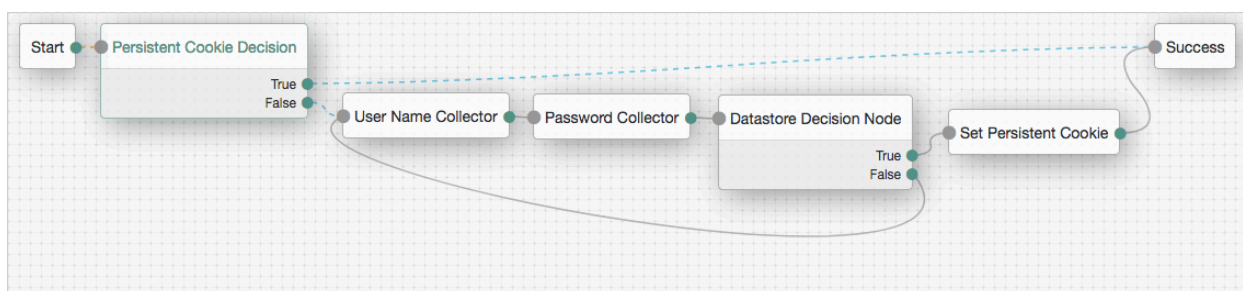 Start
Persistent Cookie Decision
True
False
User Name Collector
Password Collector
Datastore Decision Node
True
False
Set Persistent Cookie
Success